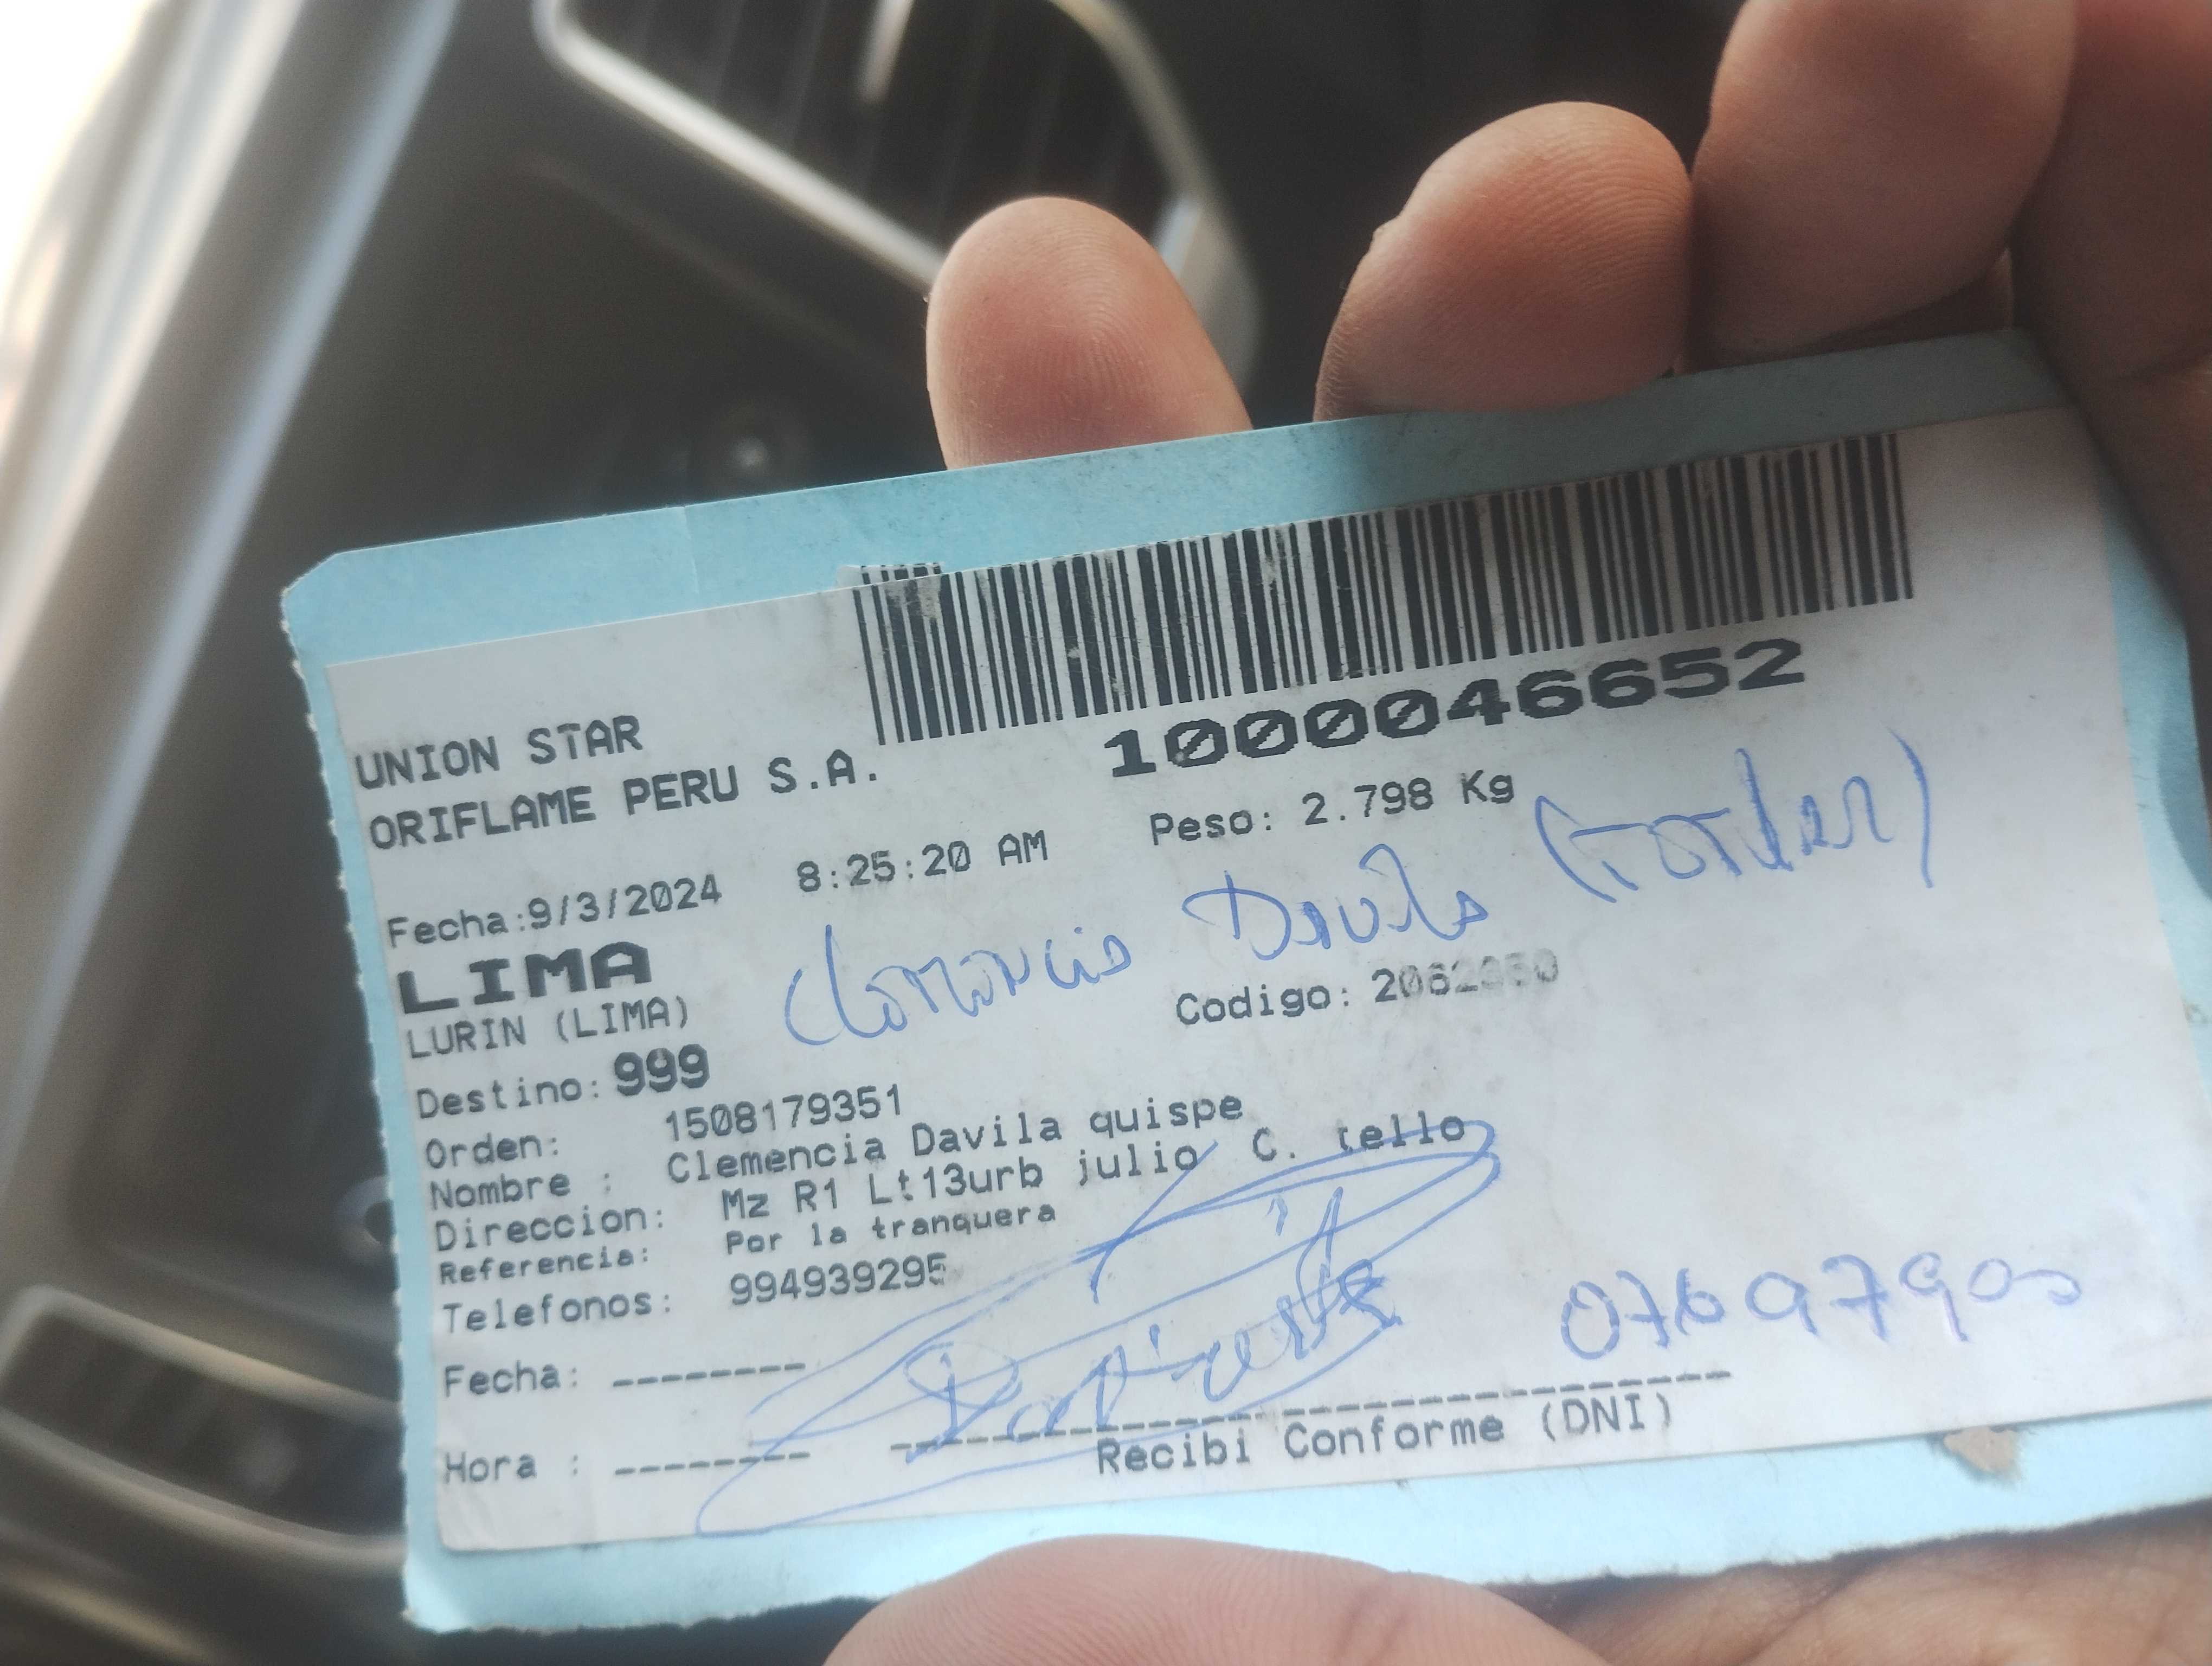 1000046652
UNION STAR
ORIFLAME PERU S.A.
Fecha:9/3/2024 8:25:20 AM Peso: 2.798 Kg
LIMA
Clemencia Davila
LURIN (LIMA) Codigo:
Destino: 999
Orden: 1508179351
Nombre : Clemencia Davila quispe
Direccion: Mz R1 Lt13urb julio C. tello
Referencia: Por la tranquera
Telefonos: 994939295
Fecha: --------
Hora : --------
Recibi Conforme (DNI)